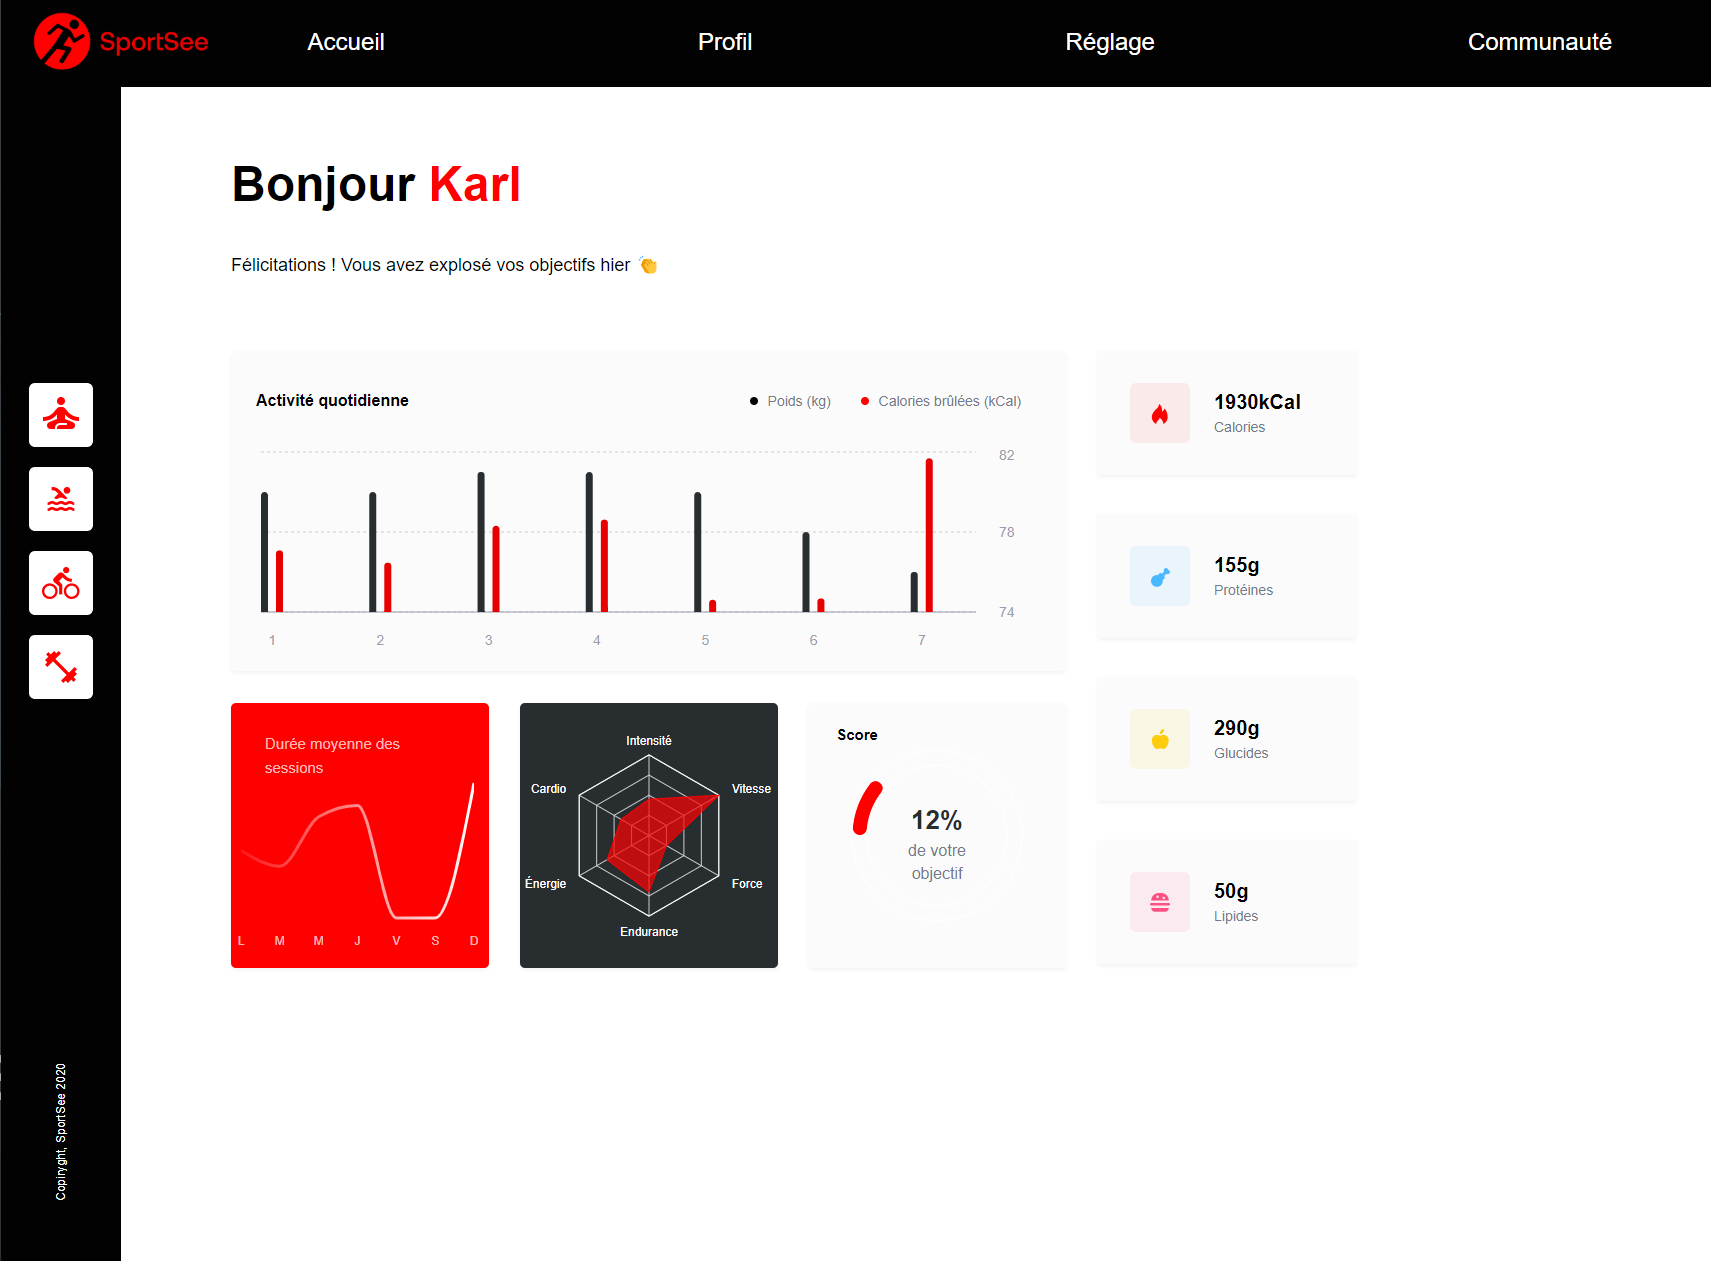 SportSee
Accueil
Profil
Réglage
Communauté
Bonjour Karl
Félicitations ! Vous avez explosé vos objectifs hier 👏
Activité quotidienne
Poids (kg)
Calories brûlées (kCal)
82
78
74
1 2 3 4 5 6 7
1930kCal
Calories
155g
Protéines
290g
Glucides
50g
Lipides
Durée moyenne des
sessions
L M M J V S D
Intensité
Cardio
Vitesse
Énergie
Force
Endurance
Score
12%
de votre
objectif
Copiryght, SportSee 2020